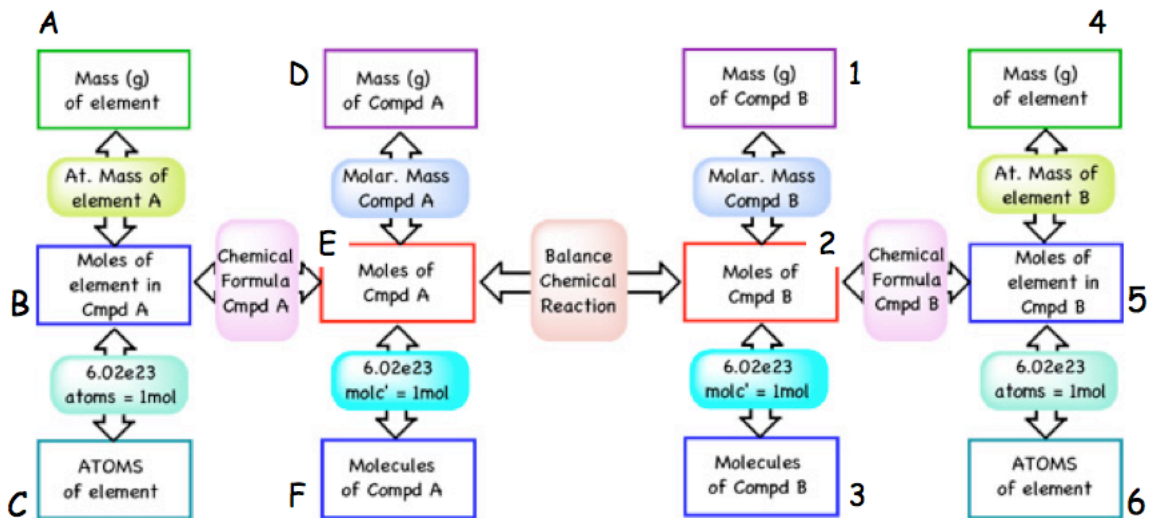 A
4
Mass (g)
of element
D
Mass (g)
of Compd A
Mass (g)
of Compd B
1
Mass (g)
of element
At. Mass of
element A
Molar. Mass
Compd A
Molar. Mass
Compd B
At. Mass of
element B
B
Moles of
element in
Cmpd A
Chemical
Formula
Cmpd A
E
Moles of
Cmpd A
Balance
Chemical
Reaction
2
Moles of
Cmpd B
Chemical
Formula
Cmpd B
Moles of
element in
Cmpd B
5
6.02e23
atoms = 1mol
6.02e23
molc' = 1mol
6.02e23
molc' = 1mol
6.02e23
atoms = 1mol
C
ATOMS
of element
F
Molecules
of Compd A
Molecules
of Compd B
3
ATOMS
of element
6